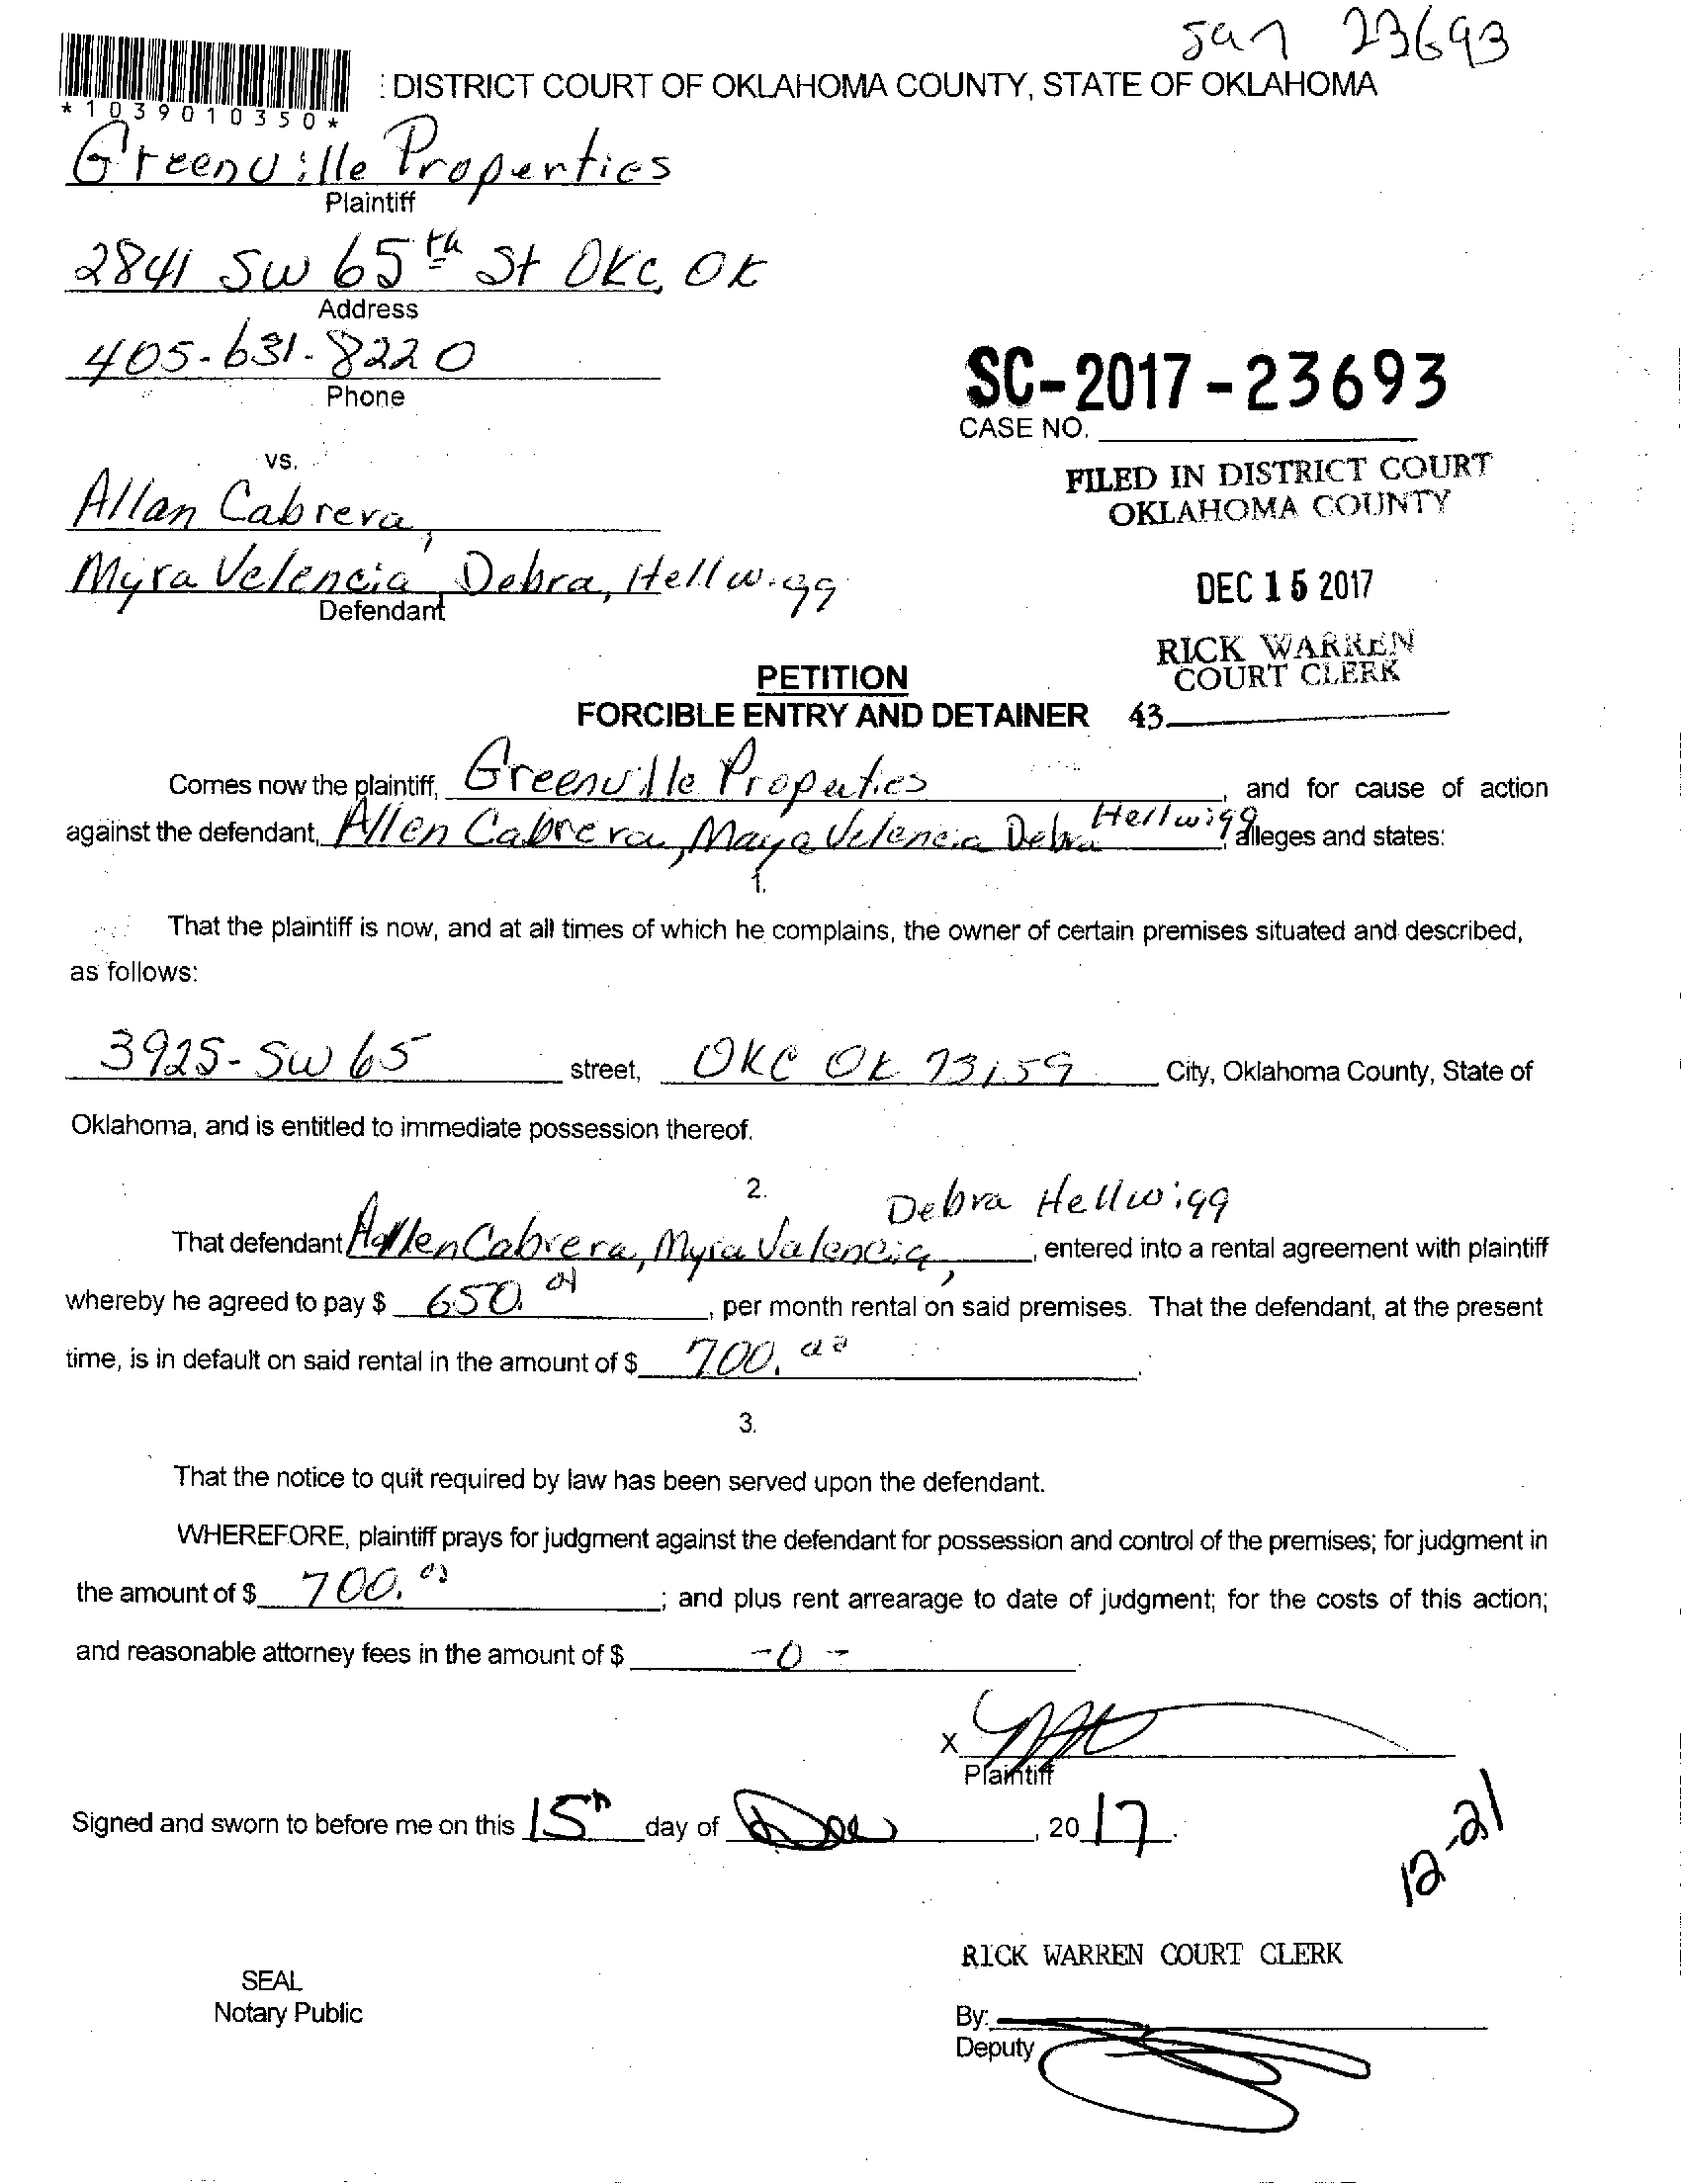 Jan 23693
: DISTRICT COURT OF OKLAHOMA COUNTY, STATE OF OKLAHOMA
*1039010350*
Greenville Properties
Plaintiff
2841 SW 65th St OKC, OK
Address
405-631-8220
Phone
SC-2017-23693
CASE NO.
vs.
FILED IN DISTRICT COURT
OKLAHOMA COUNTY
Allan Cabrera,
Myra Velencia Debra, Hellwigg
Defendant
DEC 15 2017
RICK WARREN
COURT CLERK
PETITION
FORCIBLE ENTRY AND DETAINER 43
Comes now the plaintiff, Greenville Properties, and for cause of action
against the defendant, Allen Cabrera, Maya Velencia Debra Hellwigg, alleges and states:
1.
That the plaintiff is now, and at all times of which he complains, the owner of certain premises situated and described,
as follows:
3925-SW 65 street, OKC OK 73159 City, Oklahoma County, State of
Oklahoma, and is entitled to immediate possession thereof.
2.
Debra Hellwigg
That defendant Allen Cabrera, Myra Valencia, , entered into a rental agreement with plaintiff
whereby he agreed to pay $ 650.00, per month rental on said premises. That the defendant, at the present
time, is in default on said rental in the amount of $ 700.00.
3.
That the notice to quit required by law has been served upon the defendant.
WHEREFORE, plaintiff prays for judgment against the defendant for possession and control of the premises; for judgment in
the amount of $ 700.00; and plus rent arrearage to date of judgment; for the costs of this action;
and reasonable attorney fees in the amount of $ -0-.
X
Plaintiff
Signed and sworn to before me on this 15th day of Dec, 2017.
12-21
RICK WARREN COURT CLERK
SEAL
Notary Public
By:
Deputy